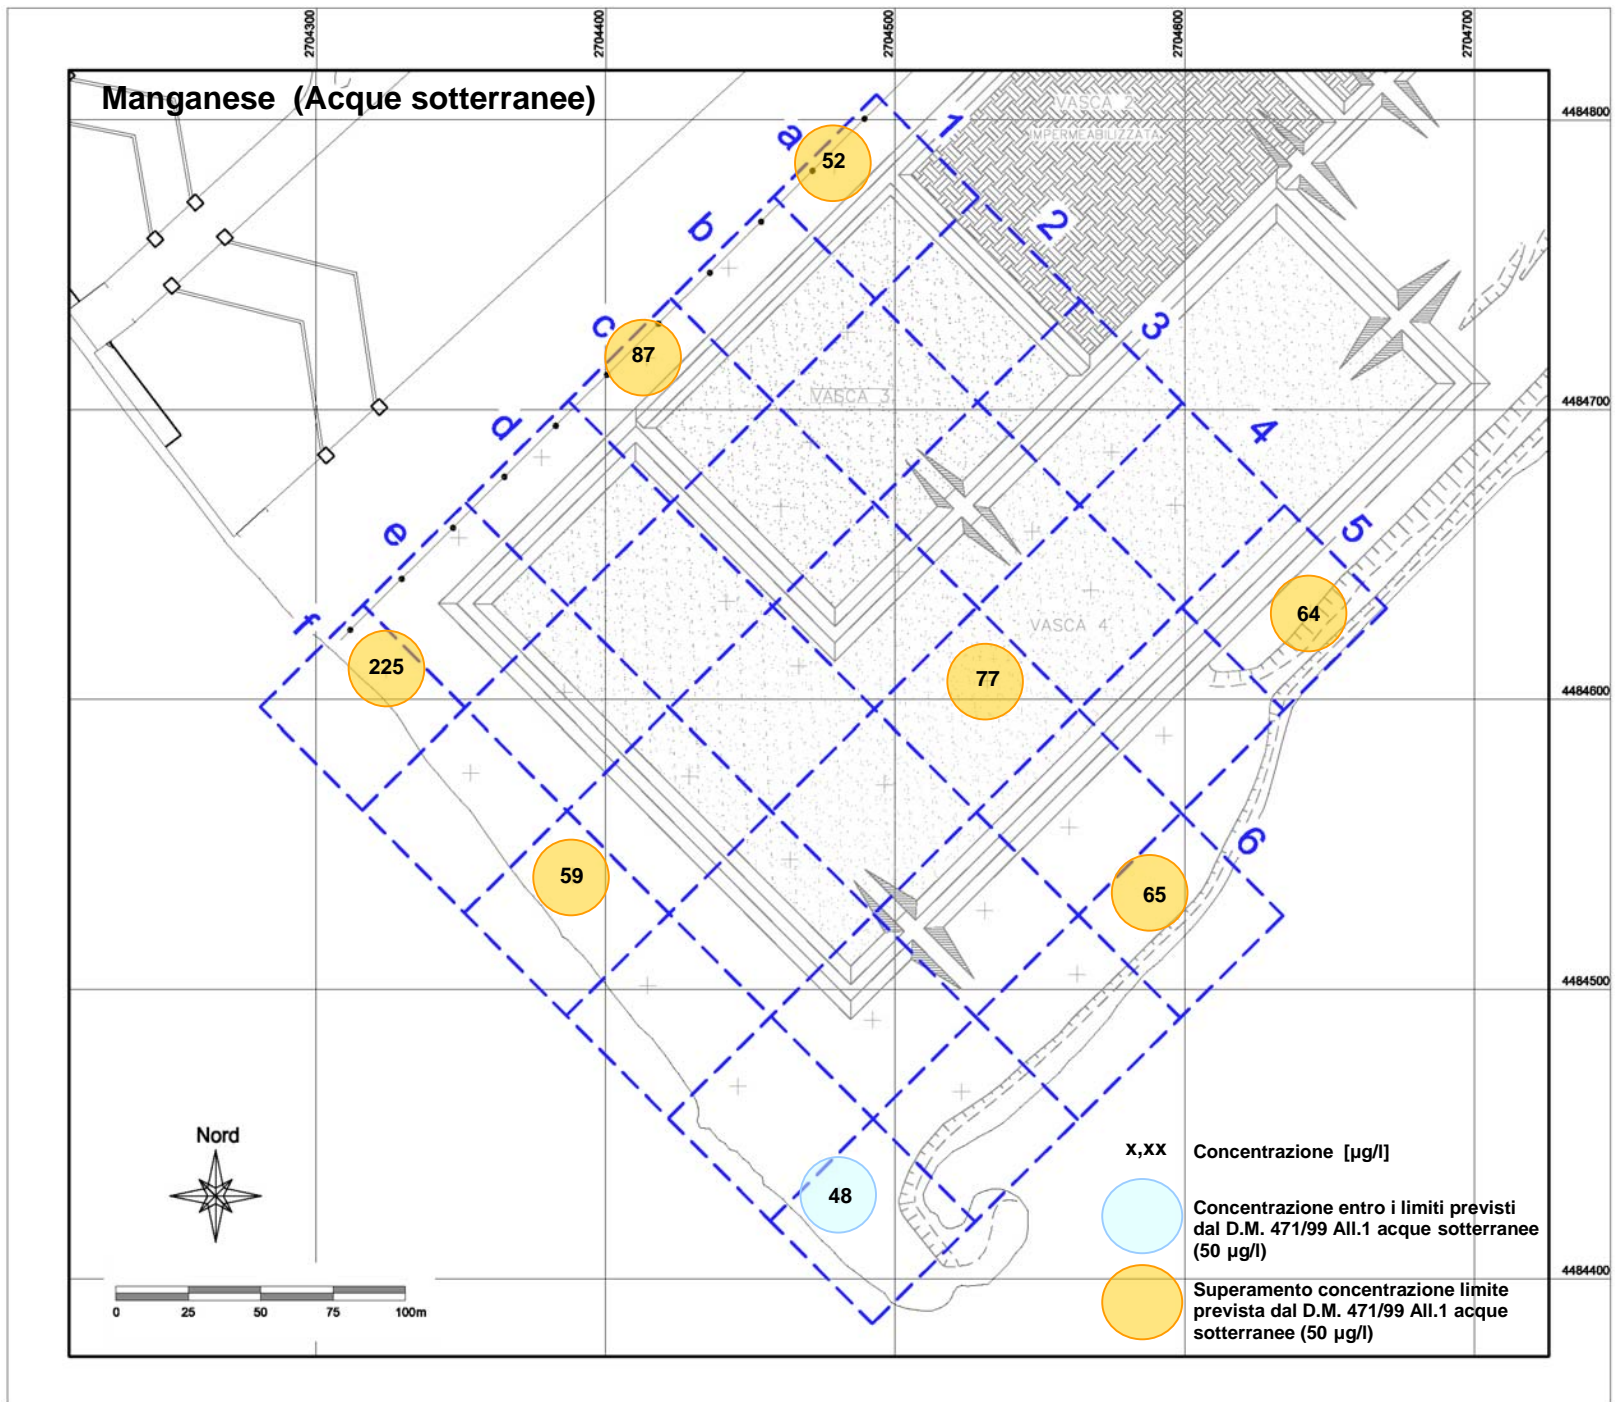 2704300
2704400
2704500
2704600
2704700
Manganese (Acque sotterranee)
4484800
4484700
4484600
4484500
4484400
a
b
c
d
e
f
1
2
3
4
5
6
VASCA 2
IMPERMEABILIZZATA
VASCA 3
VASCA 4
52
87
225
77
64
59
65
48
Nord
0 25 50 75 100m
x,xx Concentrazione [µg/l]
Concentrazione entro i limiti previsti
dal D.M. 471/99 All.1 acque sotterranee
(50 µg/l)
Superamento concentrazione limite
prevista dal D.M. 471/99 All.1 acque
sotterranee (50 µg/l)